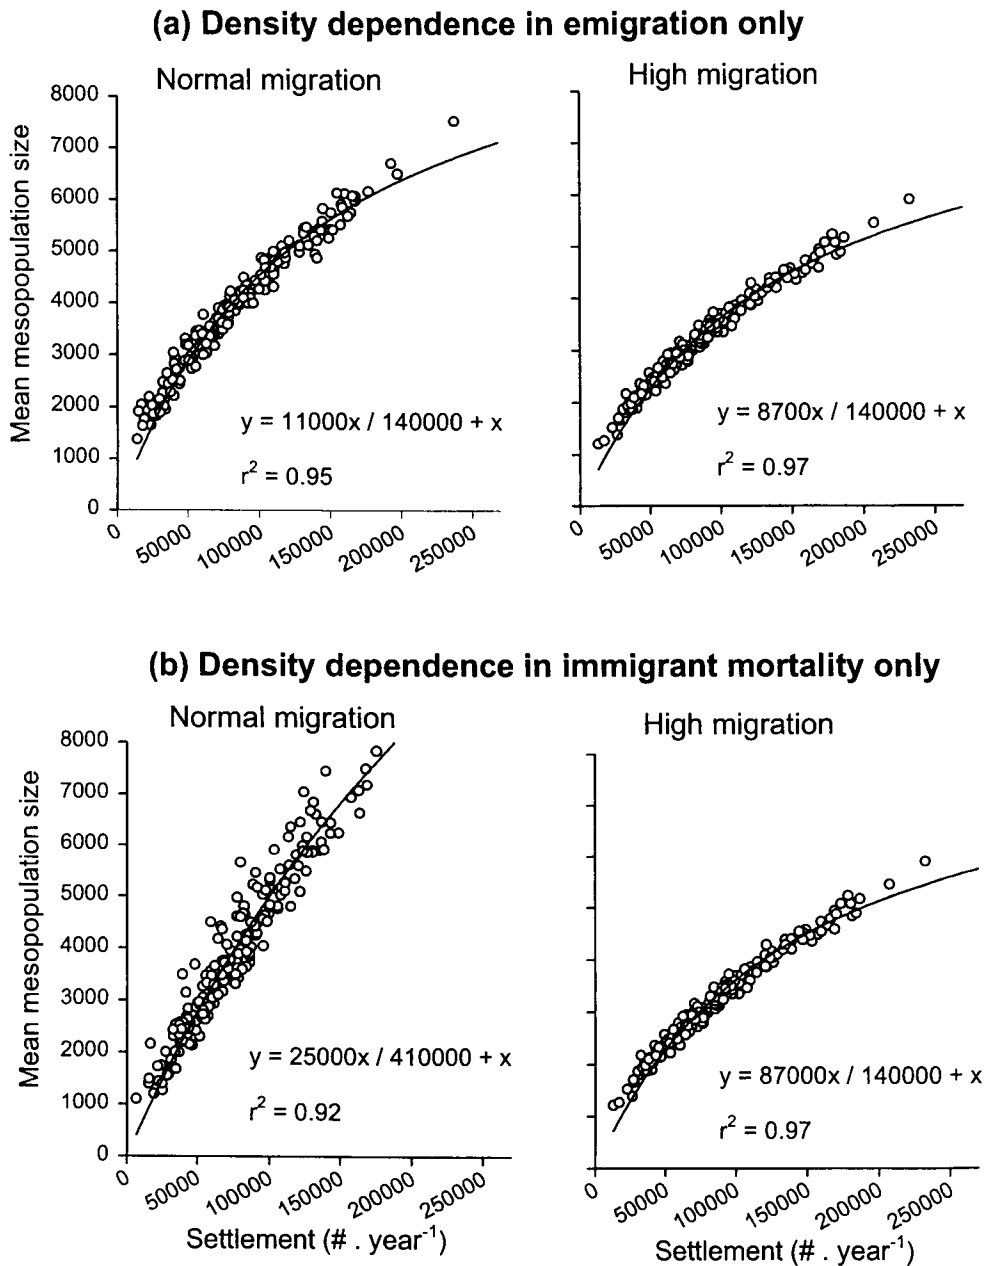 (a) Density dependence in emigration only
Normal migration
High migration
Mean mesopopulation size
8000
7000
6000
5000
4000
3000
2000
1000
0
y = 11000x / 140000 + x
r² = 0.95
y = 8700x / 140000 + x
r² = 0.97
0 50000 100000 150000 200000 250000
0 50000 100000 150000 200000 250000
(b) Density dependence in immigrant mortality only
Normal migration
High migration
Mean mesopopulation size
8000
7000
6000
5000
4000
3000
2000
1000
0
y = 25000x / 410000 + x
r² = 0.92
y = 87000x / 140000 + x
r² = 0.97
0 50000 100000 150000 200000 250000
0 50000 100000 150000 200000 250000
Settlement (# . year⁻¹)
Settlement (# . year⁻¹)